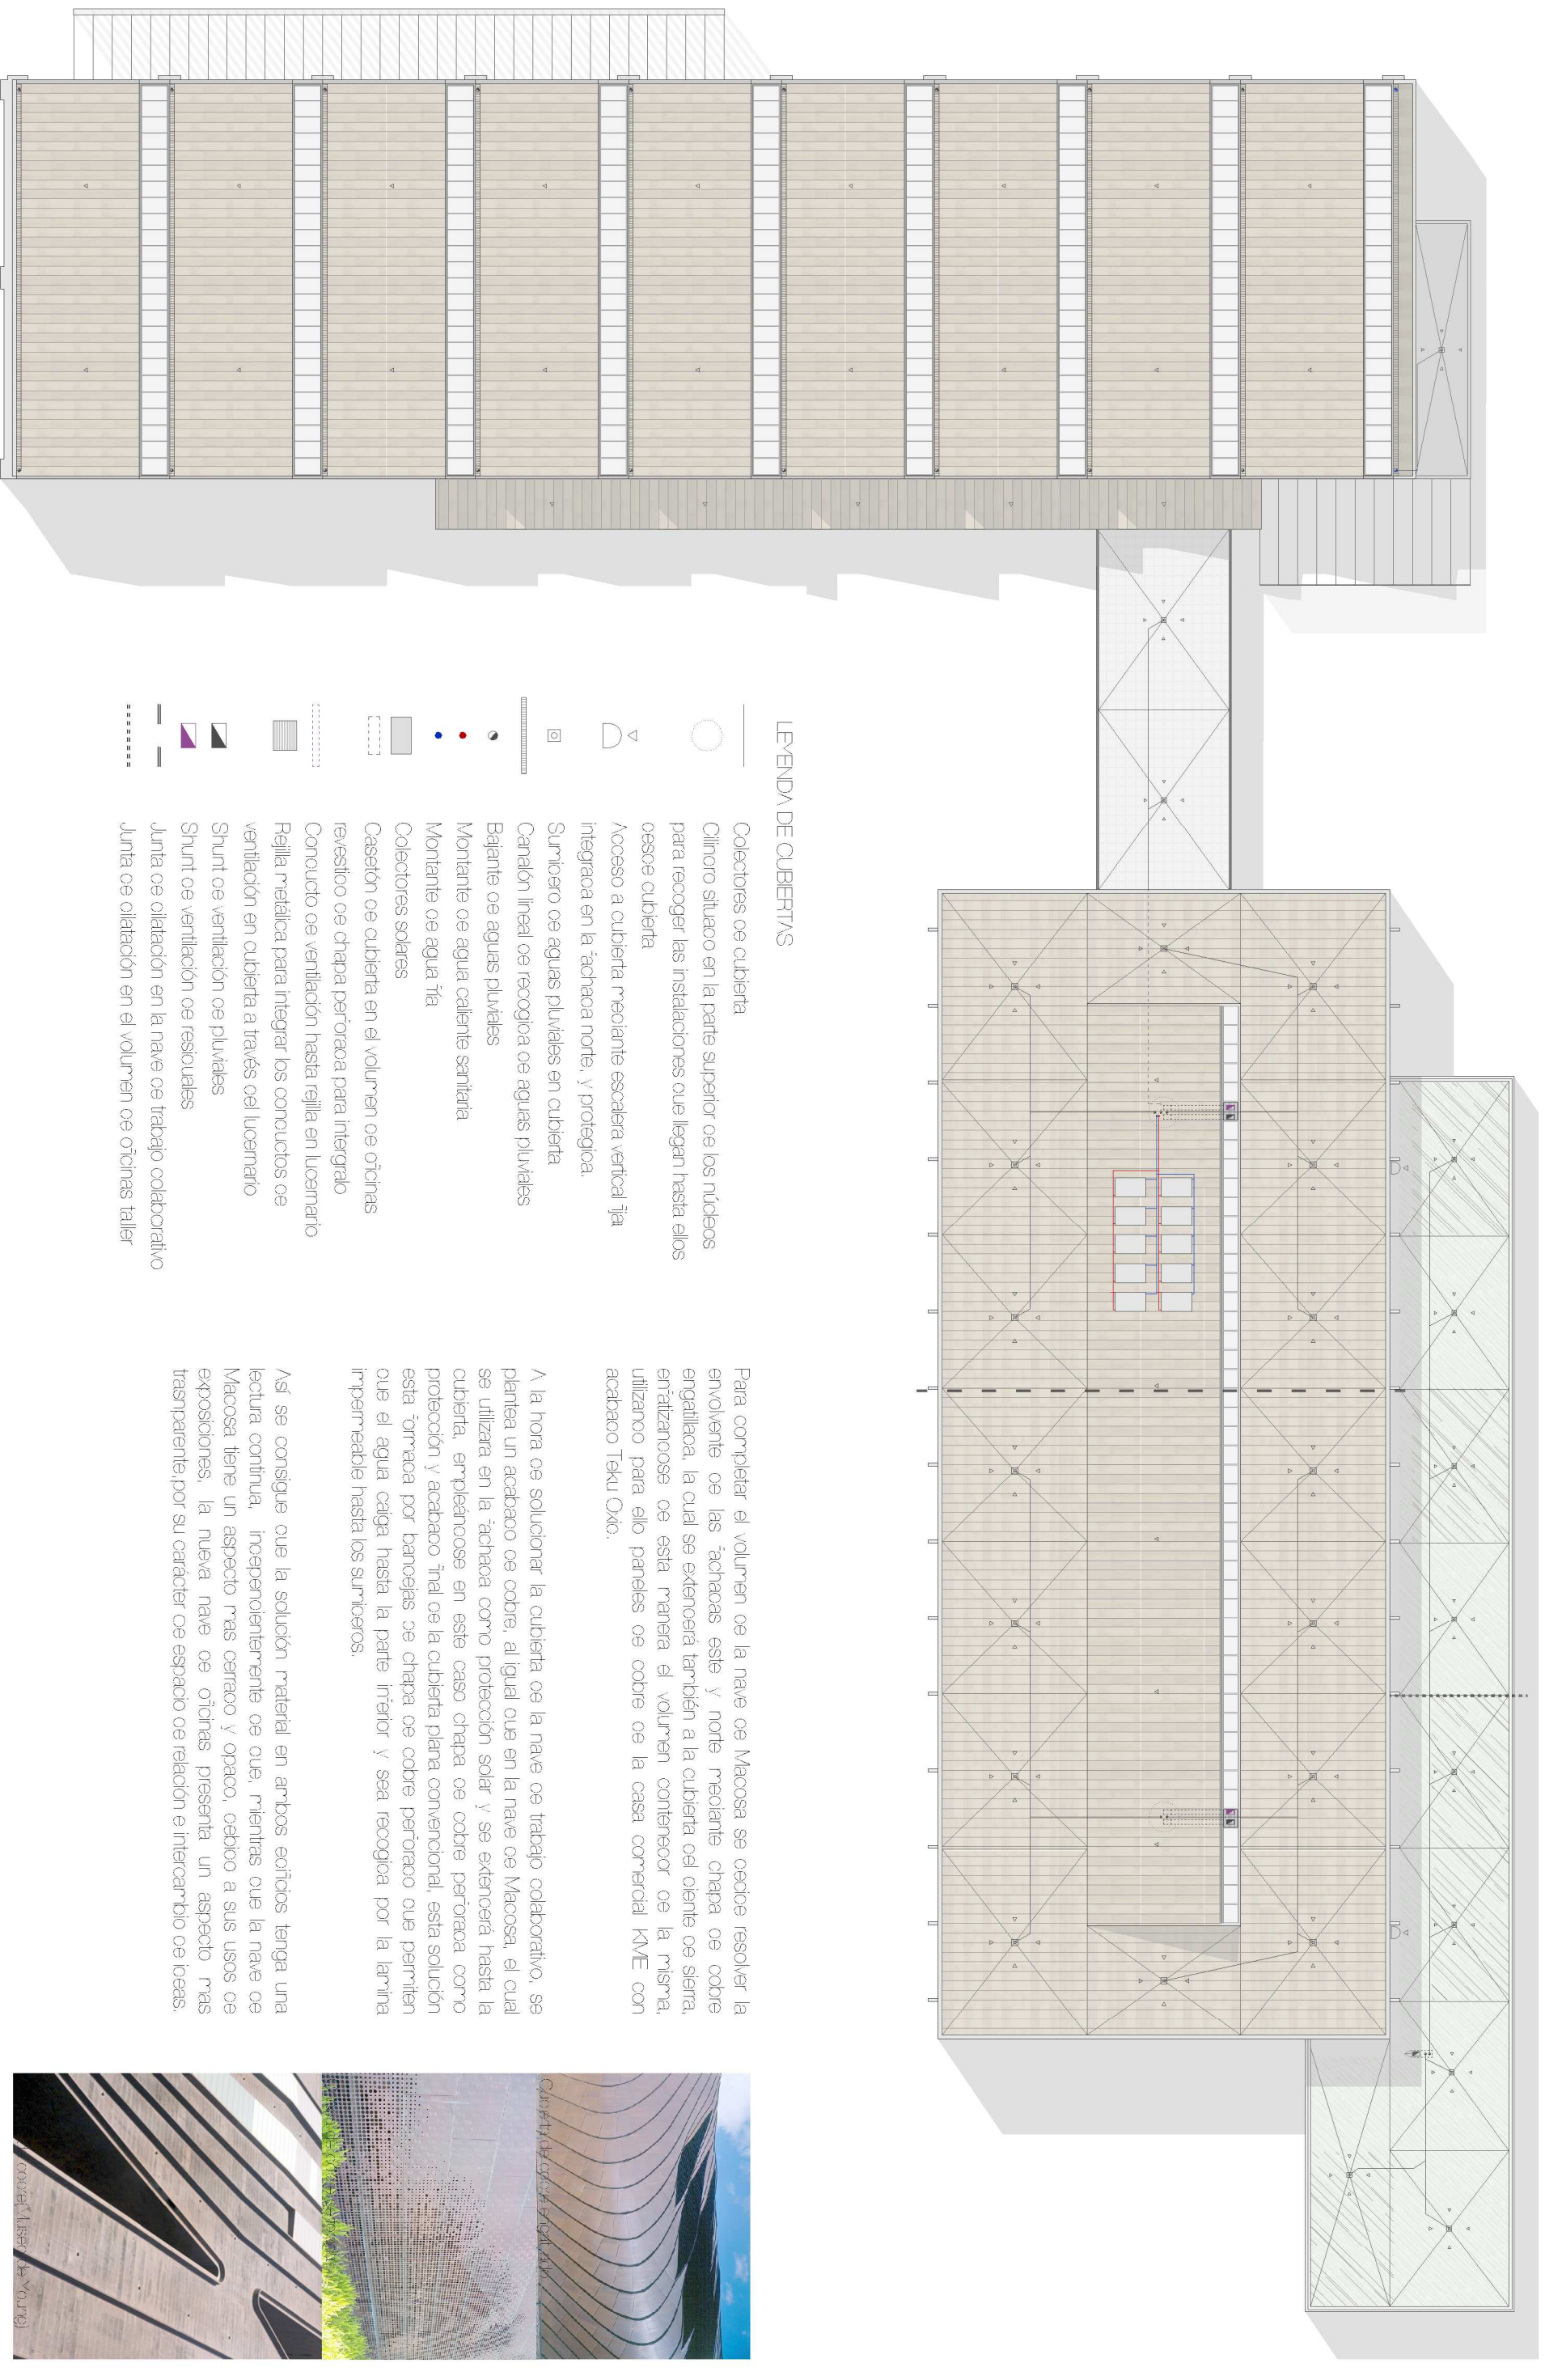 LEYENDA DE CUBIERTAS
Colectores de cubierta
Cilindro situado en la parte superior de los núcleos
para recoger las instalaciones que llegan hasta ellos
desde cubierta
Acceso a cubierta mediante escalera vertical fija
integrada en la fachada norte, y protegida.
Sumidero de aguas pluviales en cubierta
Canalón lineal de recogida de aguas pluviales
Bajante de aguas pluviales
Montante de agua caliente sanitaria
Montante de agua fría
Colectores solares
Casetón de cubierta en el volumen de oficinas
revestido de chapa perforada para intergralo
Conducto de ventilación hasta rejilla en lucernario
Rejilla metálica para integrar los conductos de
ventilación en cubierta a través del lucernario
Shunt de ventilación de pluviales
Shunt de ventilación de residuales
Junta de dilatación en la nave de trabajo colaborativo
Junta de dilatación en el volumen de oficinas taller
Para completar el volumen de la nave de Macosa se decide resolver la
envolvente de las fachadas este y norte mediante chapa de cobre
engatillada, la cual se extenderá también a la cubierta del diente de sierra,
enfatizandose de esta manera el volumen contenedor de la misma,
utilizando para ello paneles de cobre de la casa comercial KME con
acabado Teku Oxid.
A la hora de solucionar la cubierta de la nave de trabajo colaborativo, se
plantea un acabado de cobre, al igual que en la nave de Macosa, el cual
se utilizara en la fachada como protección solar y se extenderá hasta la
cubierta, empleándose en este caso chapa de cobre perforada como
protección y acabado final de la cubierta plana convencional, esta solución
esta formada por bandejas de chapa de cobre perforado que permiten
que el agua caiga hasta la parte inferior y sea recogida por la lamina
impermeable hasta los sumideros.
Así se consigue que la solución material en ambos edificios tenga una
lectura continua, independientemente de que, mientras que la nave de
Macosa tiene un aspecto mas cerrado y opaco, debido a sus usos de
exposiciones, la nueva nave de oficinas presenta un aspecto mas
trasnparente,por su carácter de espacio de relación e intercambio de ideas.
Cubierta de cobre
cobre(Museo de Young)